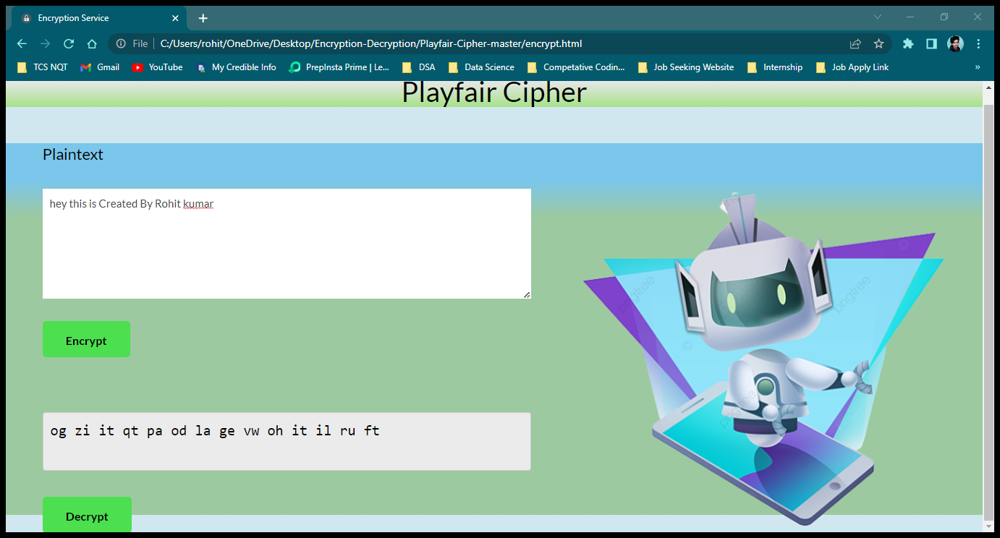 Encryption Service
File C:/Users/rohit/OneDrive/Desktop/Encryption-Decryption/Playfair-Cipher-master/encrypt.html
TCS NQT Gmail YouTube My Credible Info PrepInsta Prime | Le... DSA Data Science Competative Codin... Job Seeking Website Internship Job Apply Link »
Playfair Cipher
Plaintext
hey this is Created By Rohit kumar
Encrypt
og zi it qt pa od la ge vw oh it il ru ft
Decrypt
pngtree
pngtree
pngtree